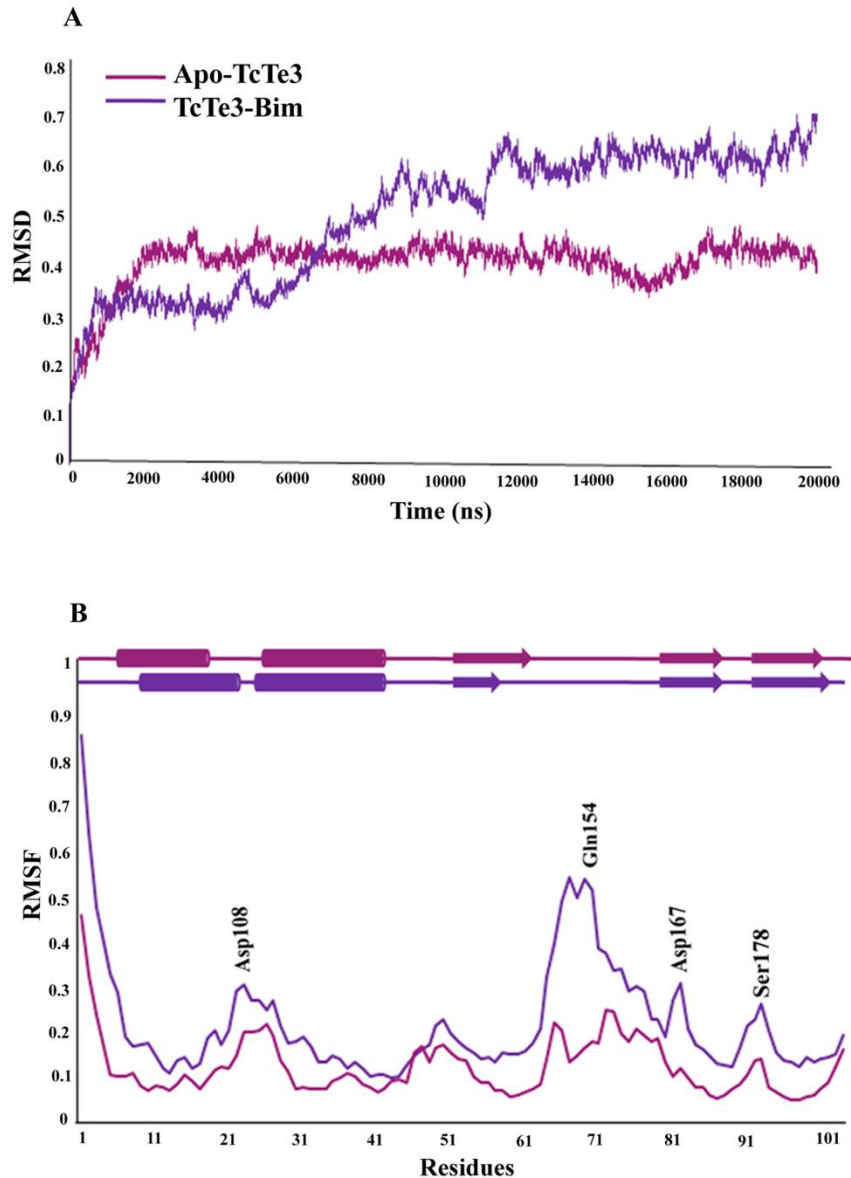 A
0.8
0.7
0.6
0.5
0.4
0.3
0.2
0.1
0
RMSD
Apo-TcTe3
TcTe3-Bim
0 2000 4000 6000 8000 10000 12000 14000 16000 18000 20000
Time (ns)
B
1
0.9
0.8
0.7
0.6
0.5
0.4
0.3
0.2
0.1
0
RMSF
Asp108
Gln154
Asp167
Ser178
1 11 21 31 41 51 61 71 81 91 101
Residues